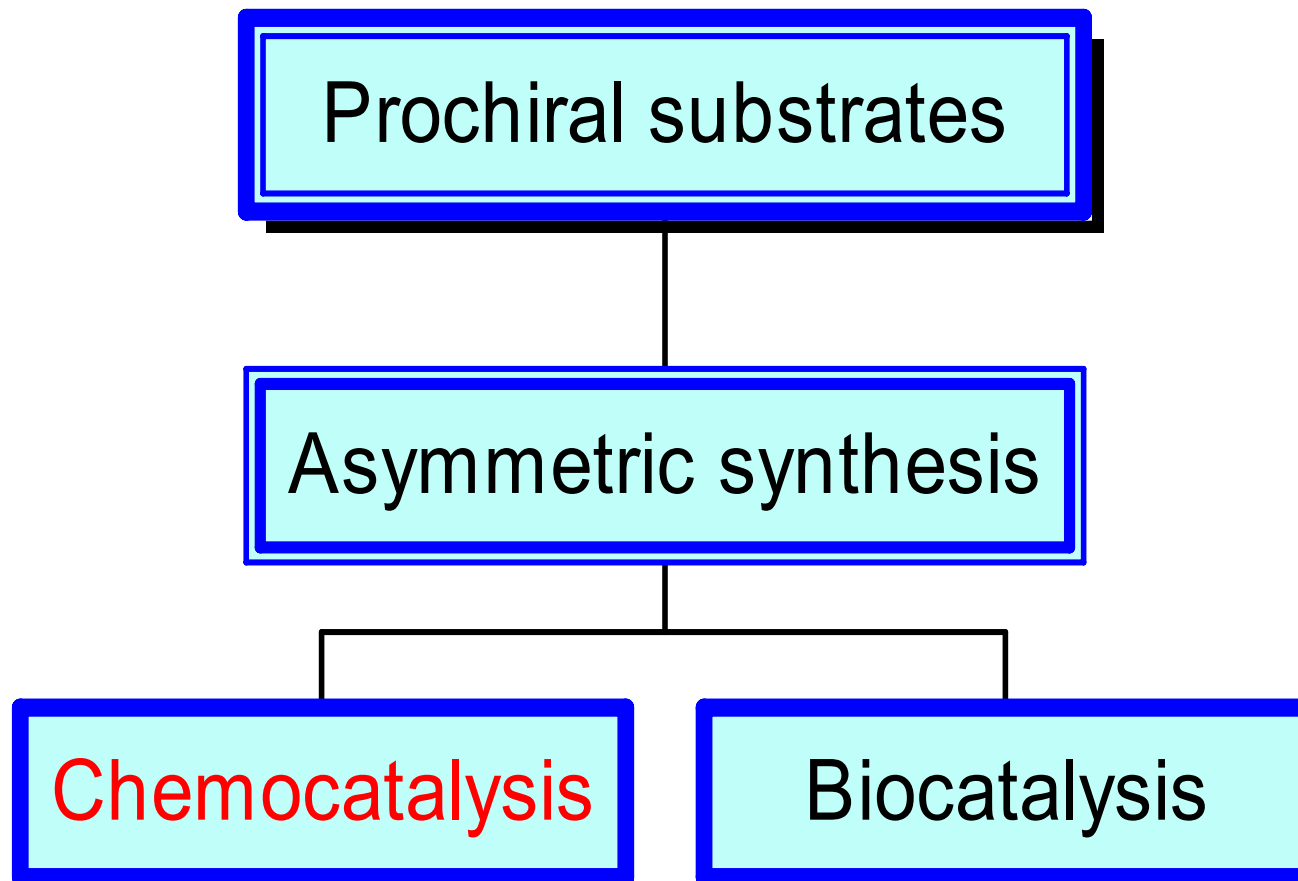 Prochiral substrates
Asymmetric synthesis
Chemocatalysis
Biocatalysis